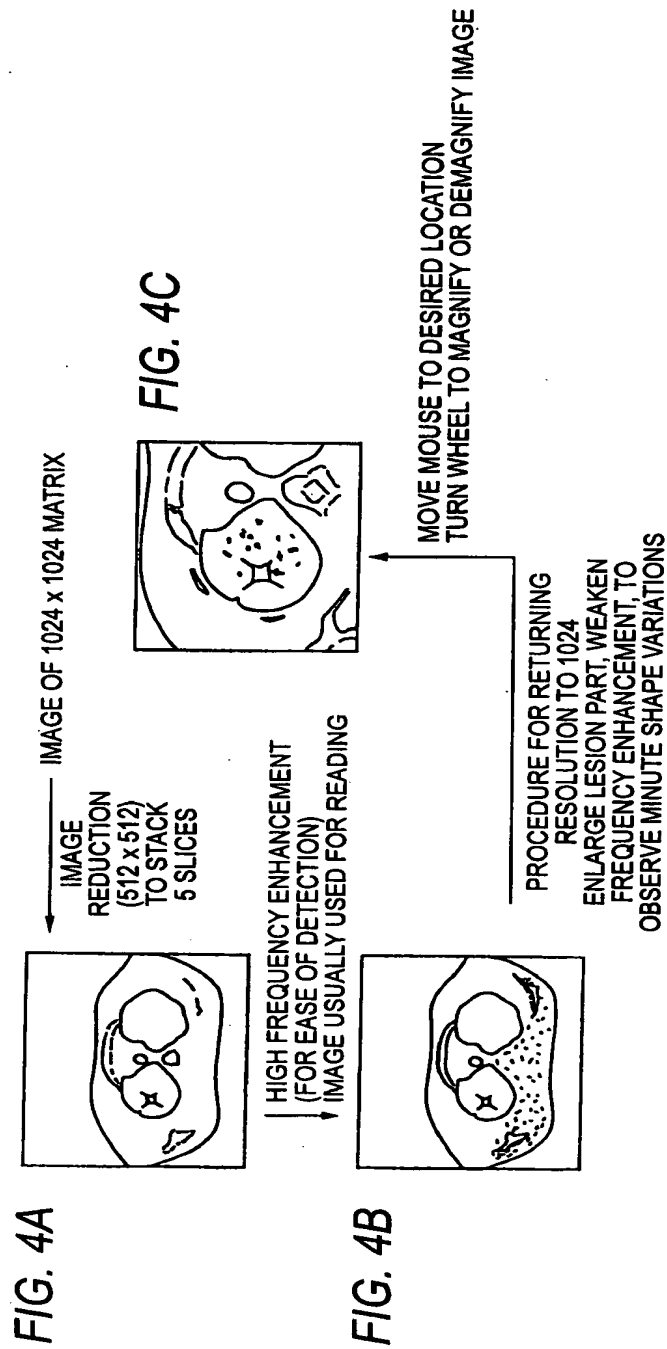 FIG. 4A
IMAGE
REDUCTION
(512 x 512)
TO STACK
5 SLICES
IMAGE OF 1024 x 1024 MATRIX
HIGH FREQUENCY ENHANCEMENT
(FOR EASE OF DETECTION)
IMAGE USUALLY USED FOR READING
FIG. 4B
FIG. 4C
PROCEDURE FOR RETURNING
RESOLUTION TO 1024
ENLARGE LESION PART, WEAKEN
FREQUENCY ENHANCEMENT, TO
OBSERVE MINUTE SHAPE VARIATIONS
MOVE MOUSE TO DESIRED LOCATION
TURN WHEEL TO MAGNIFY OR DEMAGNIFY IMAGE